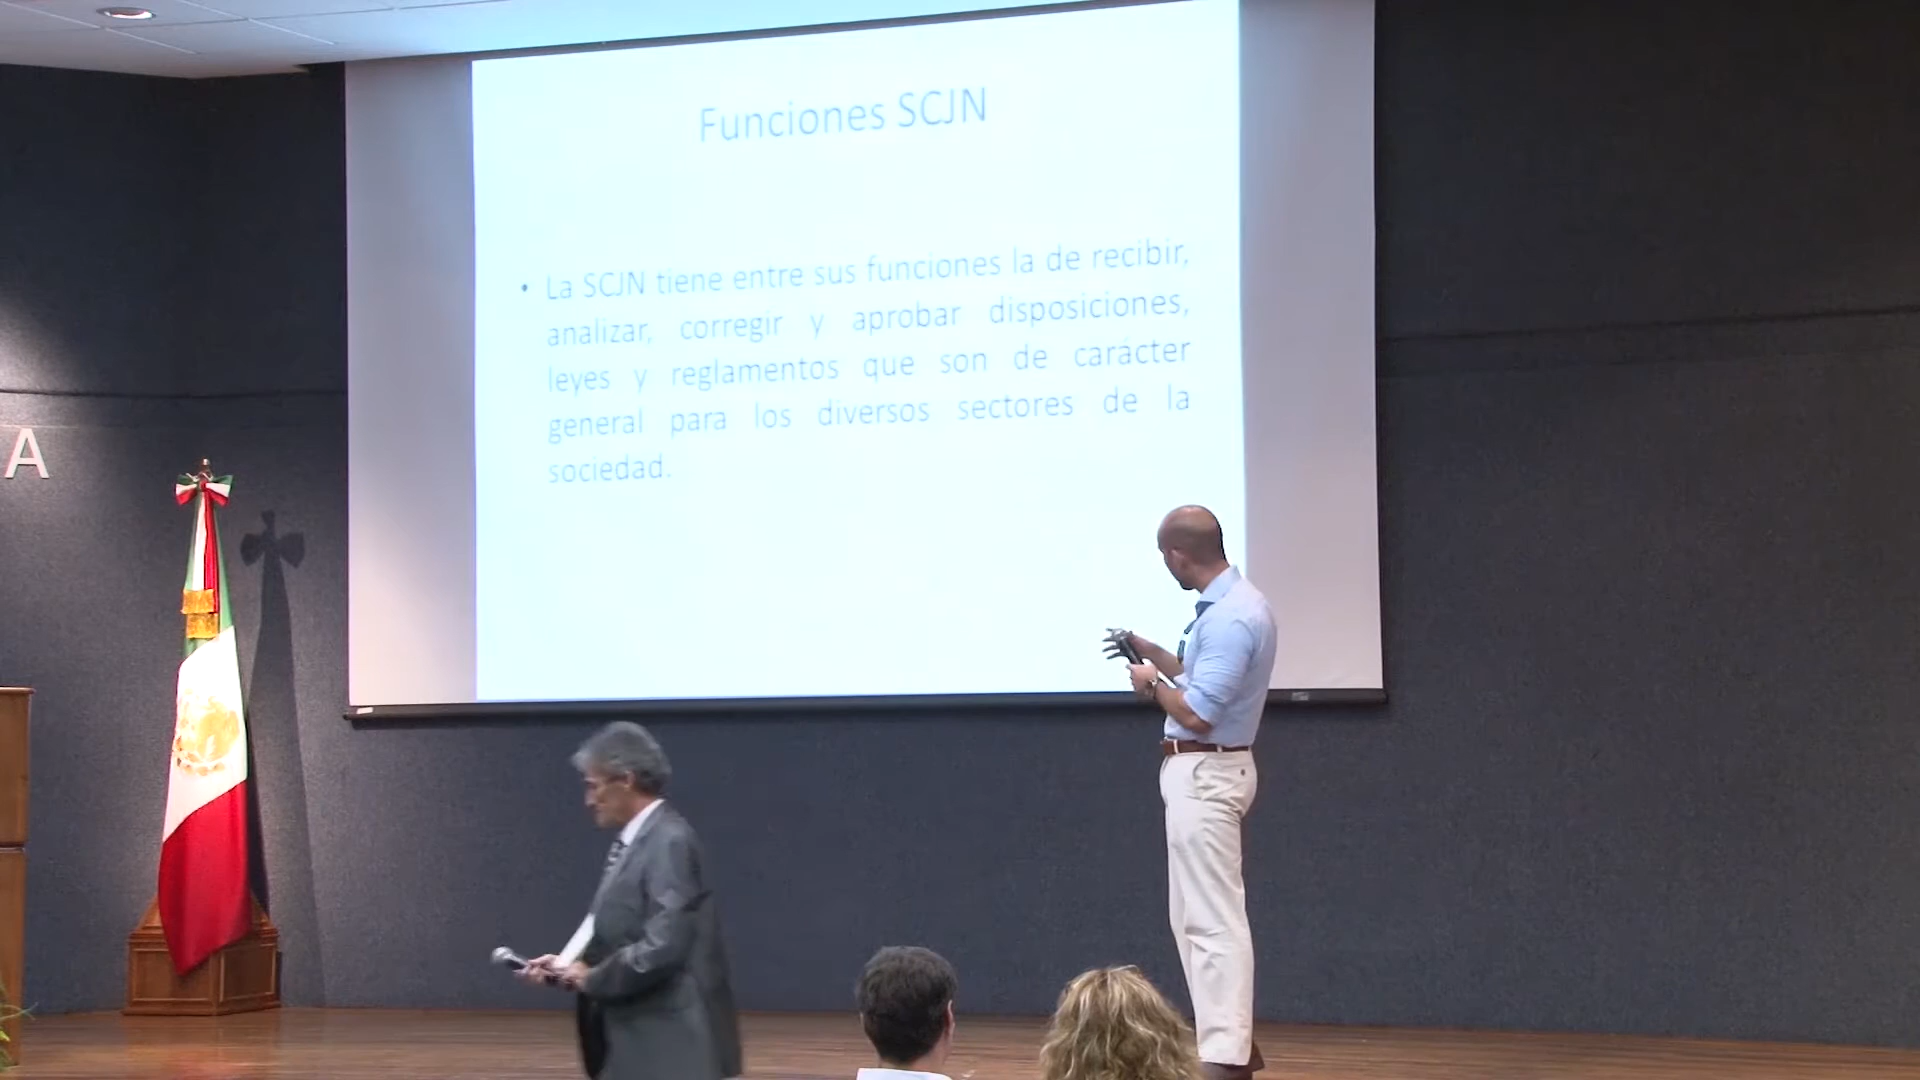 Funciones SCJN
• La SCJN tiene entre sus funciones la de recibir,
analizar, corregir y aprobar disposiciones,
leyes y reglamentos que son de carácter
general para los diversos sectores de la
sociedad.
A